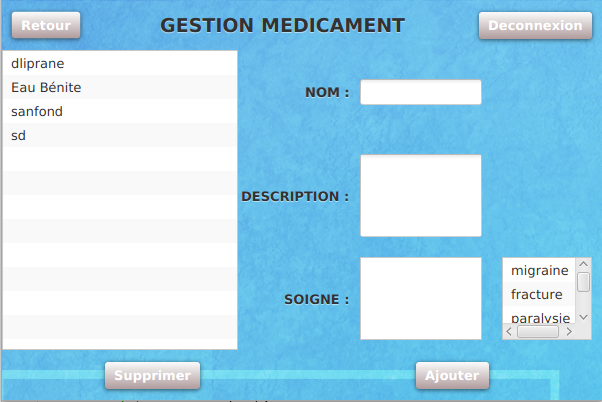 Retour
GESTION MEDICAMENT
Deconnexion
dliprane
Eau Bénite
sanfond
sd
NOM :
DESCRIPTION :
SOIGNE :
migraine
fracture
paralysie
Supprimer
Ajouter